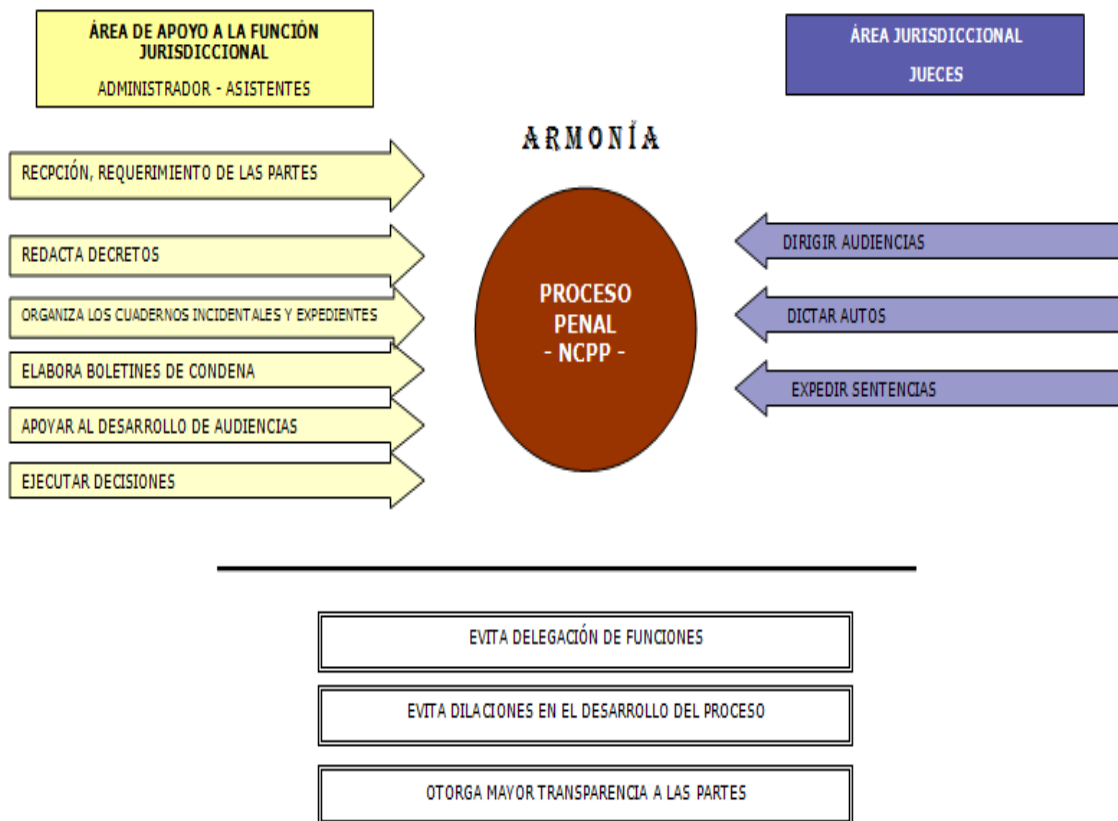 ÁREA DE APOYO A LA FUNCIÓN
JURISDICCIONAL
ADMINISTRADOR - ASISTENTES
ÁREA JURISDICCIONAL
JUECES
ARMONÍA
RECPCIÓN, REQUERIMIENTO DE LAS PARTES
REDACTA DECRETOS
ORGANIZA LOS CUADERNOS INCIDENTALES Y EXPEDIENTES
ELABORA BOLETINES DE CONDENA
APOYAR AL DESARROLLO DE AUDIENCIAS
EJECUTAR DECISIONES
PROCESO
PENAL
- NCPP -
DIRIGIR AUDIENCIAS
DICTAR AUTOS
EXPEDIR SENTENCIAS
EVITA DELEGACIÓN DE FUNCIONES
EVITA DILACIONES EN EL DESARROLLO DEL PROCESO
OTORGA MAYOR TRANSPARENCIA A LAS PARTES